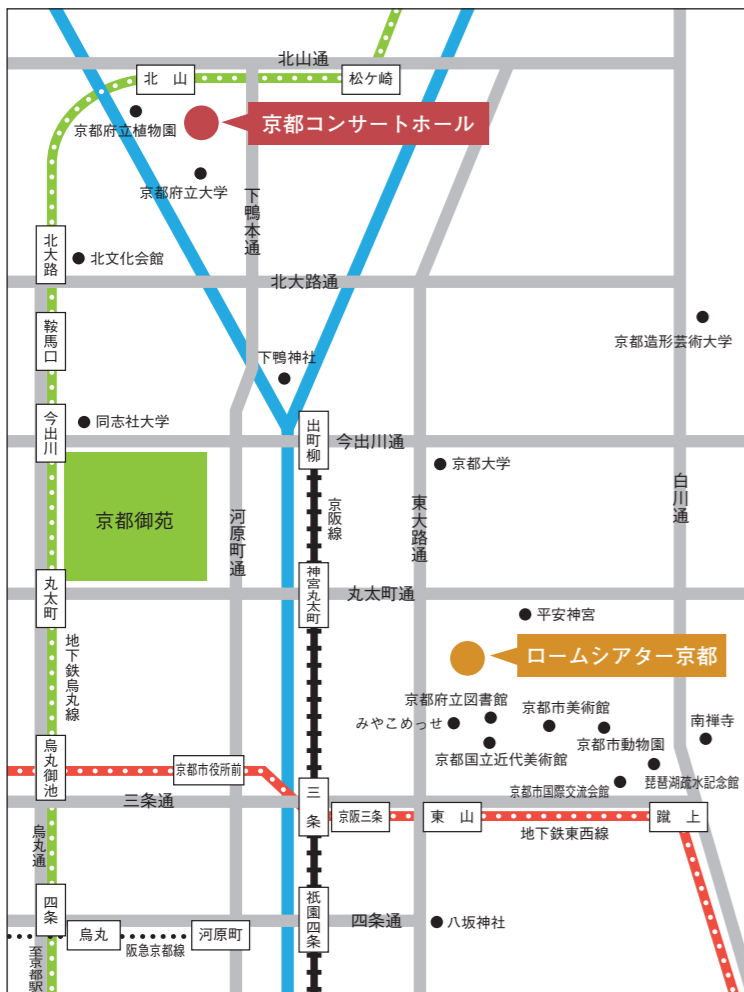 北山通
北 山
松ケ崎
京都府立植物園
京都コンサートホール
京都府立大学
下鴨本通
北大路
北文化会館
北大路通
鞍馬口
京都造形芸術大学
下鴨神社
今出川
同志社大学
出町柳
今出川通
京都大学
京都御苑
河原町通
京阪線
東大路通
白川通
丸太町
神宮丸太町
丸太町通
平安神宮
地下鉄烏丸線
ロームシアター京都
京都府立図書館
みやこめっせ
京都市美術館
南禅寺
京都国立近代美術館
京都市動物園
烏丸御池
京都市役所前
京都市国際交流会館
琵琶湖疏水記念館
三条通
三条
京阪三条
東 山
蹴 上
地下鉄東西線
烏丸通
四条
祇園四条
四条通
八坂神社
烏丸
河原町
阪急京都線
至京都駅